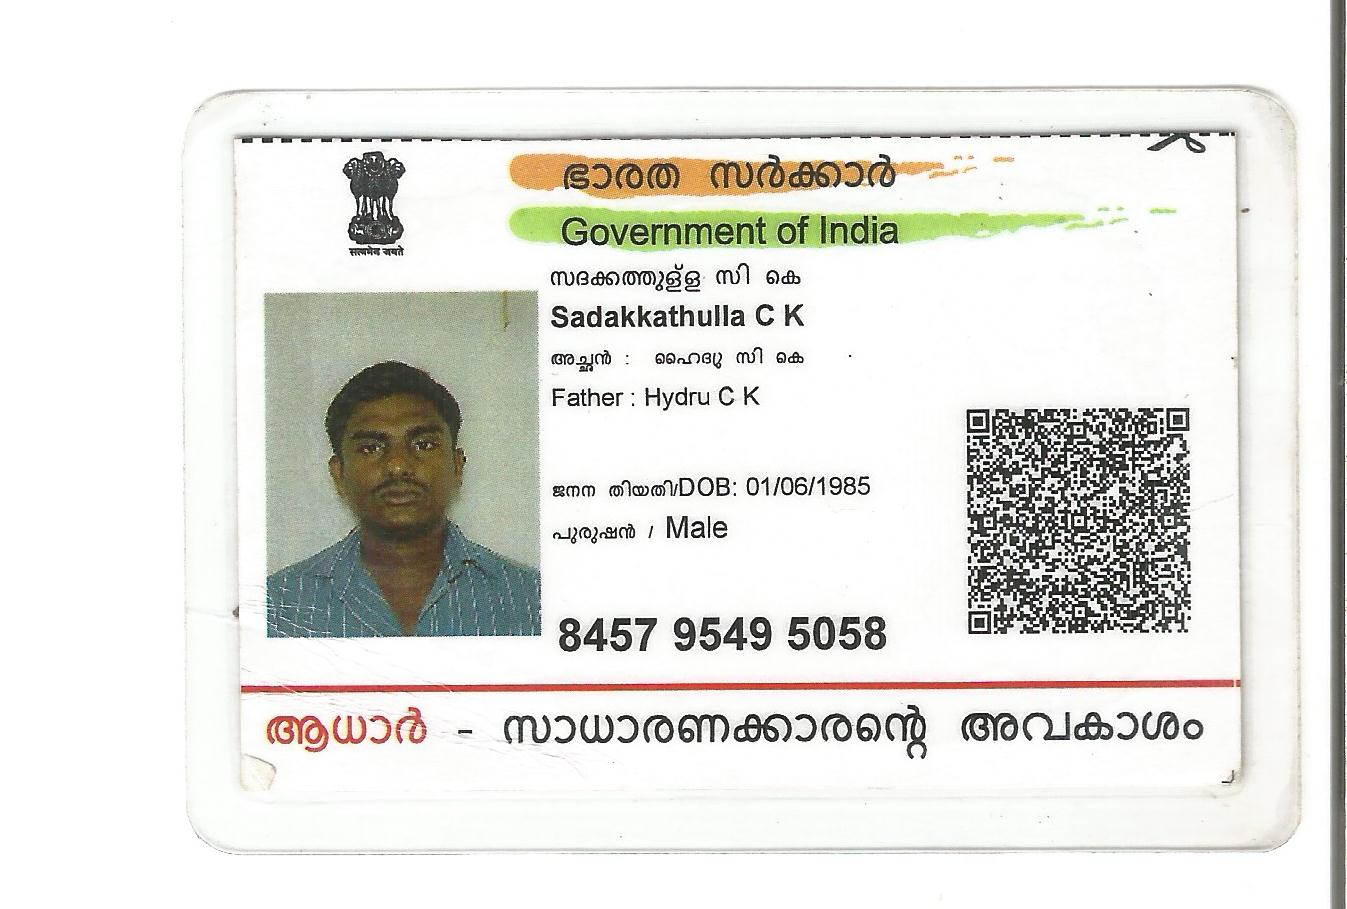 सत्यमेव जयते
ഭാരത സർക്കാർ
Government of India
സദക്കത്തുള്ള സി കെ
Sadakkathulla C K
അച്ഛൻ : ഹൈദ്രു സി കെ
Father : Hydru C K
ജനന തിയതി/DOB: 01/06/1985
പുരുഷൻ / Male
8457 9549 5058
ആധാർ - സാധാരണക്കാരന്റെ അവകാശം